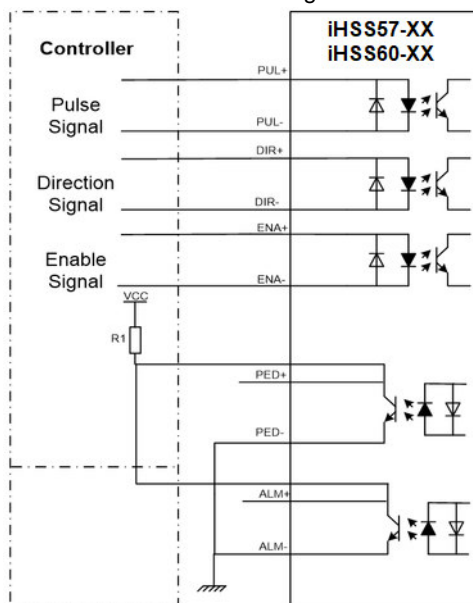 iHSS57-XX
iHSS60-XX
Controller
PUL+
Pulse
Signal
PUL-
DIR+
Direction
Signal
DIR-
ENA+
Enable
Signal
ENA-
VCC
R1
PED+
PED-
ALM+
ALM-